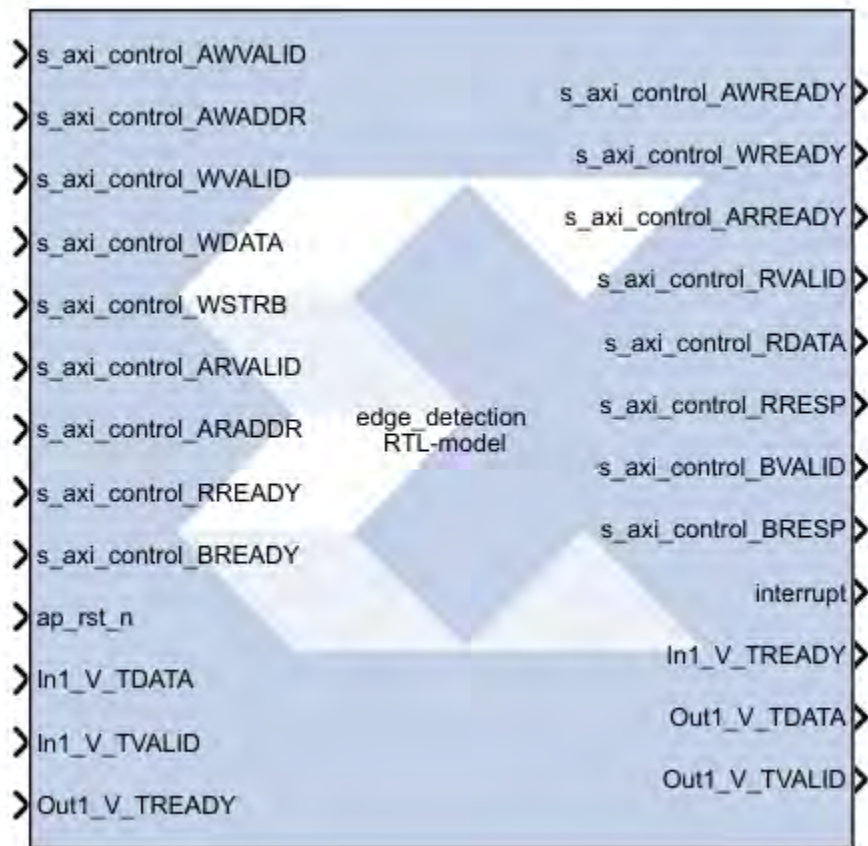 s_axi_control_AWVALID
s_axi_control_AWADDR
s_axi_control_WVALID
s_axi_control_WDATA
s_axi_control_WSTRB
s_axi_control_ARVALID
s_axi_control_ARADDR
s_axi_control_RREADY
s_axi_control_BREADY
ap_rst_n
In1_V_TDATA
In1_V_TVALID
Out1_V_TREADY
edge_detection
RTL-model
s_axi_control_AWREADY
s_axi_control_WREADY
s_axi_control_ARREADY
s_axi_control_RVALID
s_axi_control_RDATA
s_axi_control_RRESP
s_axi_control_BVALID
s_axi_control_BRESP
interrupt
In1_V_TREADY
Out1_V_TDATA
Out1_V_TVALID